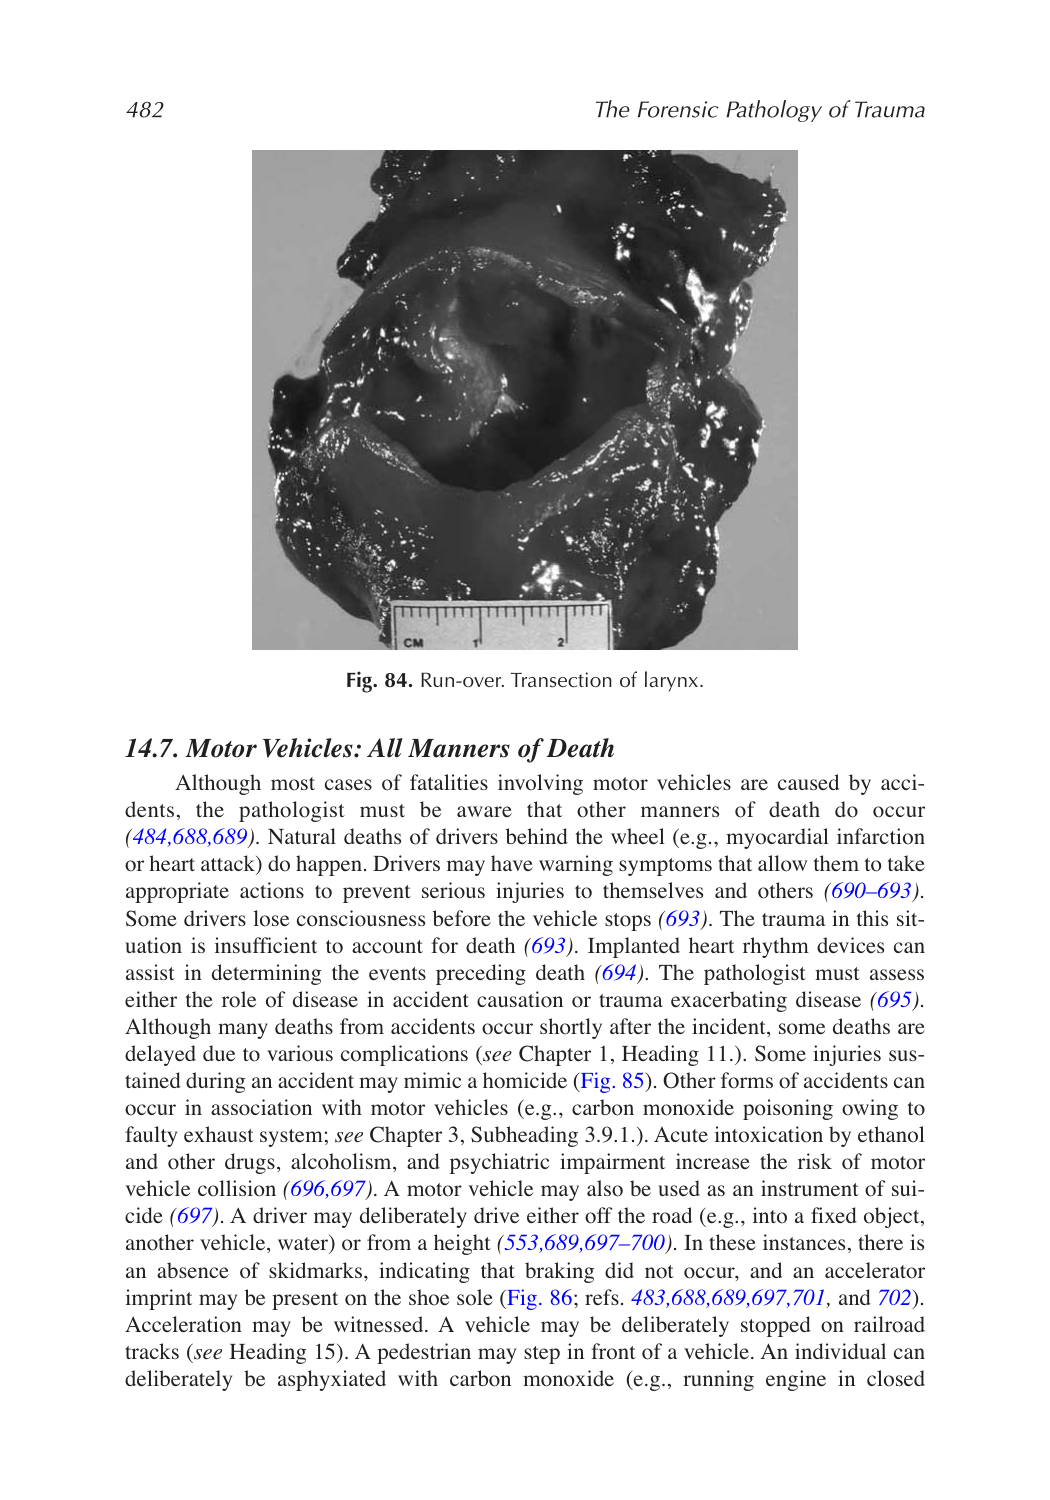 482
The Forensic Pathology of Trauma
CM 1 2
Fig. 84. Run-over. Transection of larynx.
14.7. Motor Vehicles: All Manners of Death
Although most cases of fatalities involving motor vehicles are caused by acci-
dents, the pathologist must be aware that other manners of death do occur
(484,688,689). Natural deaths of drivers behind the wheel (e.g., myocardial infarction
or heart attack) do happen. Drivers may have warning symptoms that allow them to take
appropriate actions to prevent serious injuries to themselves and others (690–693).
Some drivers lose consciousness before the vehicle stops (693). The trauma in this sit-
uation is insufficient to account for death (693). Implanted heart rhythm devices can
assist in determining the events preceding death (694). The pathologist must assess
either the role of disease in accident causation or trauma exacerbating disease (695).
Although many deaths from accidents occur shortly after the incident, some deaths are
delayed due to various complications (see Chapter 1, Heading 11.). Some injuries sus-
tained during an accident may mimic a homicide (Fig. 85). Other forms of accidents can
occur in association with motor vehicles (e.g., carbon monoxide poisoning owing to
faulty exhaust system; see Chapter 3, Subheading 3.9.1.). Acute intoxication by ethanol
and other drugs, alcoholism, and psychiatric impairment increase the risk of motor
vehicle collision (696,697). A motor vehicle may also be used as an instrument of sui-
cide (697). A driver may deliberately drive either off the road (e.g., into a fixed object,
another vehicle, water) or from a height (553,689,697–700). In these instances, there is
an absence of skidmarks, indicating that braking did not occur, and an accelerator
imprint may be present on the shoe sole (Fig. 86; refs. 483,688,689,697,701, and 702).
Acceleration may be witnessed. A vehicle may be deliberately stopped on railroad
tracks (see Heading 15). A pedestrian may step in front of a vehicle. An individual can
deliberately be asphyxiated with carbon monoxide (e.g., running engine in closed